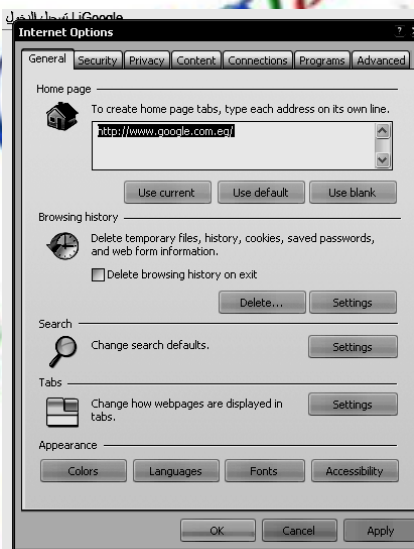 تسجيل الدخول | iGoogle
Internet Options
?
General Security Privacy Content Connections Programs Advanced
Home page
To create home page tabs, type each address on its own line.
http://www.google.com.eg/
Use current Use default Use blank
Browsing history
Delete temporary files, history, cookies, saved passwords,
and web form information.
Delete browsing history on exit
Delete... Settings
Search
Change search defaults.
Settings
Tabs
Change how webpages are displayed in
tabs.
Settings
Appearance
Colors Languages Fonts Accessibility
OK Cancel Apply